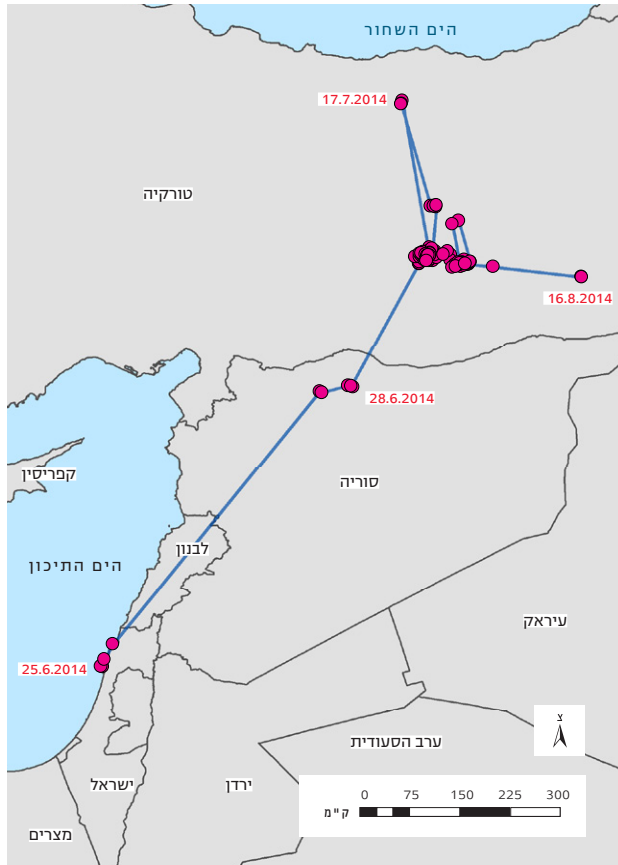 הים השחור
17.7.2014
טורקיה
16.8.2014
28.6.2014
קפריסין
סוריה
לבנון
הים התיכון
עיראק
25.6.2014
צ
ערב הסעודית
ישראל
ירדן
0 75 150 225 300
ק"מ
מצרים